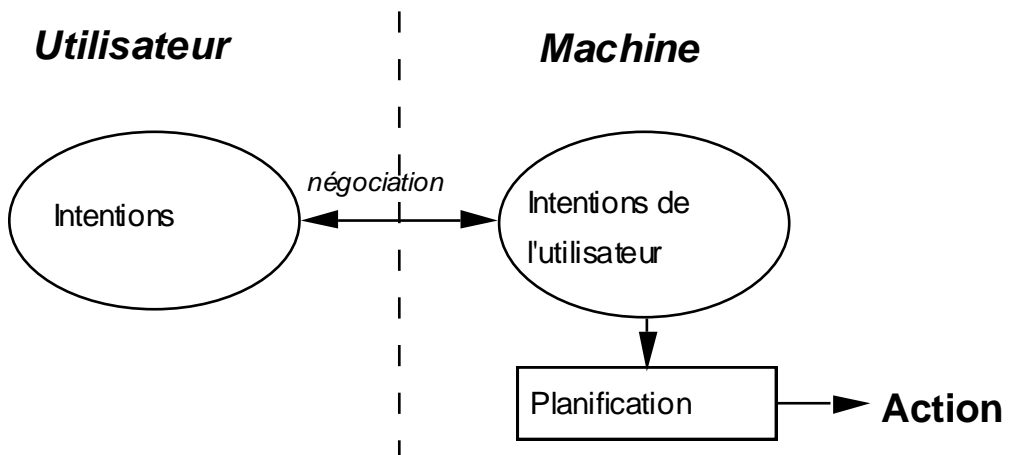 Utilisateur
Machine
négociation
Intentions
Intentions de
l'utilisateur
Planification
Action